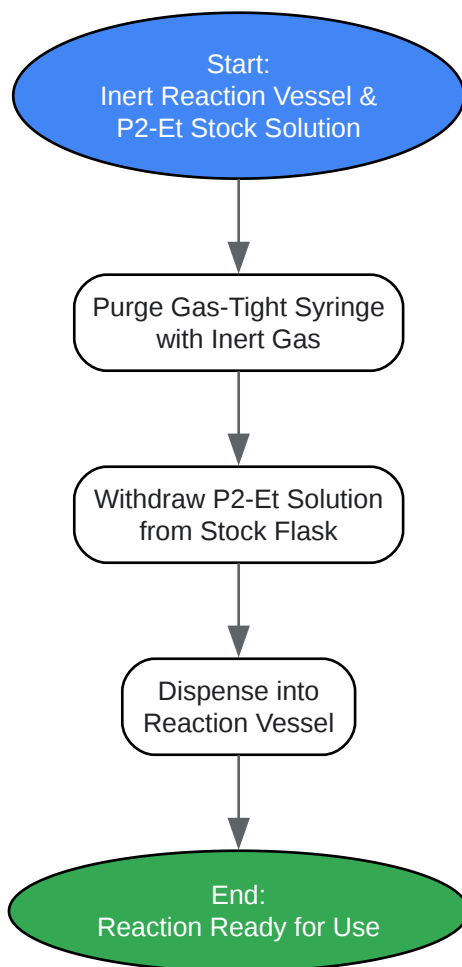 Start:
Inert Reaction Vessel &
P2-Et Stock Solution
Purge Gas-Tight Syringe
with Inert Gas
Withdraw P2-Et Solution
from Stock Flask
Dispense into
Reaction Vessel
End:
Reaction Ready for Use